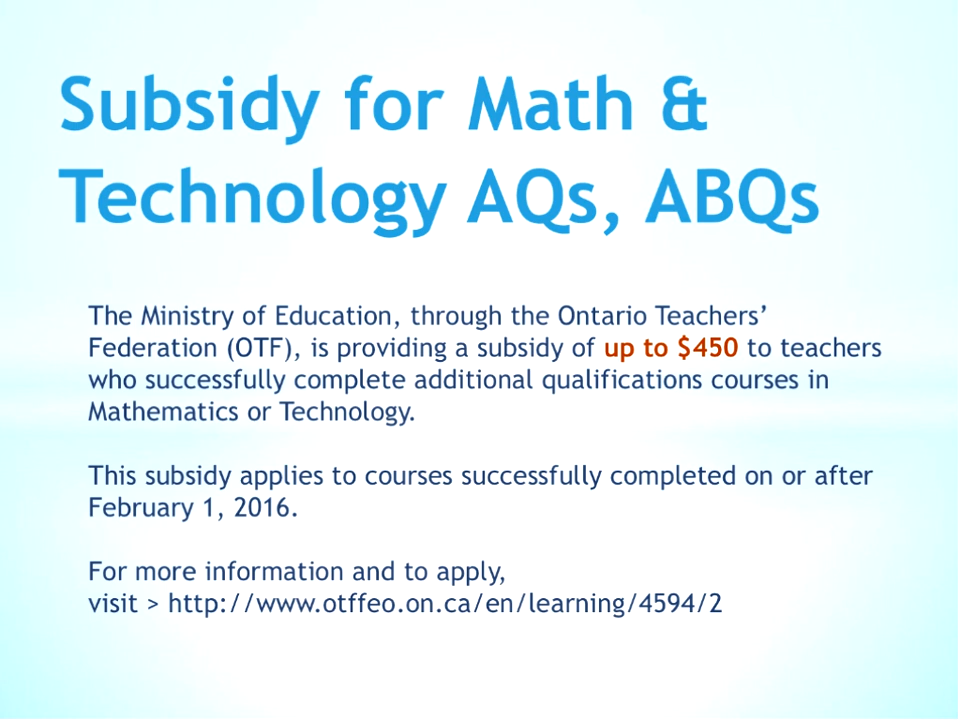 Subsidy for Math &
Technology AQs, ABQs
The Ministry of Education, through the Ontario Teachers’
Federation (OTF), is providing a subsidy of up to $450 to teachers
who successfully complete additional qualifications courses in
Mathematics or Technology.
This subsidy applies to courses successfully completed on or after
February 1, 2016.
For more information and to apply,
visit > http://www.otffeo.on.ca/en/learning/4594/2